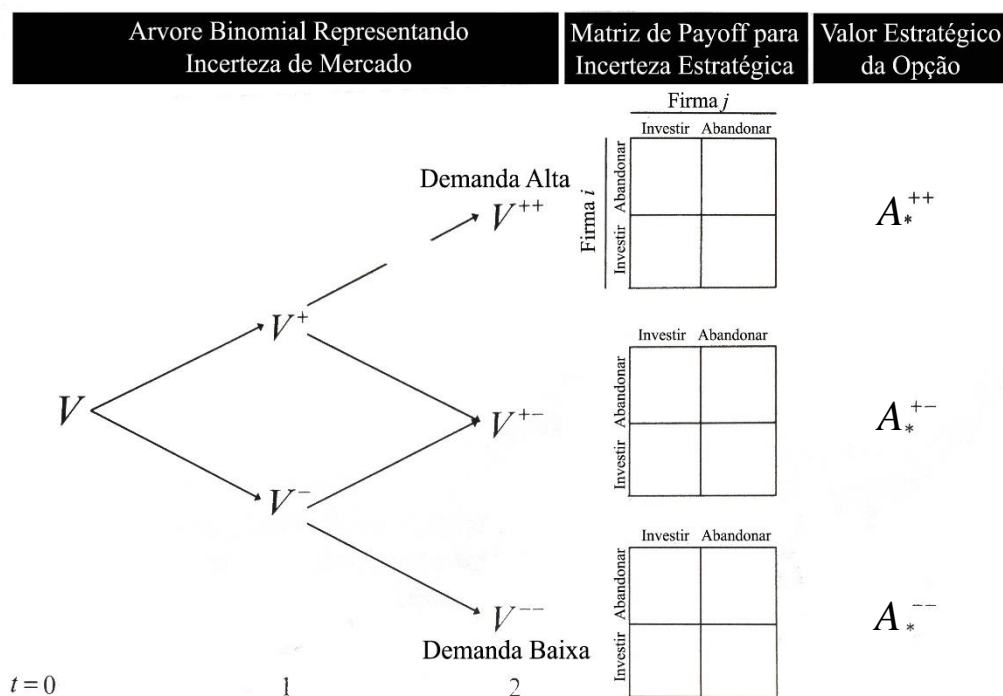 Arvore Binomial Representando
Incerteza de Mercado
Matriz de Payoff para
Incerteza Estratégica
Valor Estratégico
da Opção
Firma j
Investir Abandonar
Firma i
Abandonar
Investir
Demanda Alta
V⁺⁺
A*⁺⁺
V⁺
Investir Abandonar
Abandonar
Investir
V
V⁺⁻
A*⁺⁻
V⁻
Investir Abandonar
Abandonar
Investir
V⁻⁻
A*⁻⁻
Demanda Baixa
t = 0 1 2